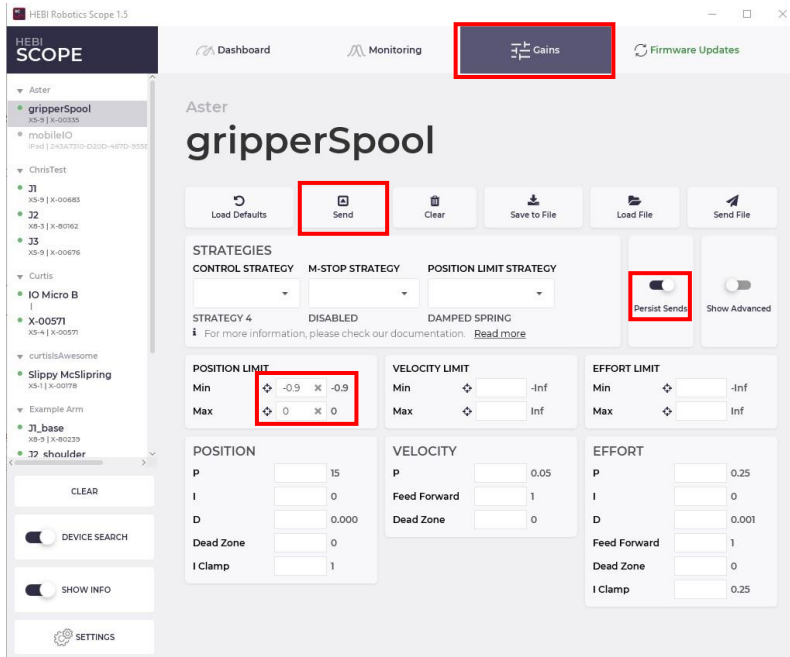 HEBI Robotics Scope 1.5
HEBI
SCOPE
Dashboard
Monitoring
Gains
Firmware Updates
Aster
gripperSpool
X5-9 | X-00335
mobileIO
ChrisTest
J1
X5-9 | X-00683
J2
X8-3 | X-80162
J3
X5-9 | X-00676
Curtis
IO Micro B
|
X-00571
X5-4 | X-00571
curtisIsAwesome
Slippy McSlipring
X5-1 | X-00178
Example Arm
J1_base
X8-9 | X-80239
J2_shoulder
CLEAR
DEVICE SEARCH
SHOW INFO
SETTINGS
Aster
gripperSpool
Load Defaults
Send
Clear
Save to File
Load File
Send File
STRATEGIES
CONTROL STRATEGY M-STOP STRATEGY POSITION LIMIT STRATEGY
STRATEGY 4 DISABLED DAMPED SPRING
i For more information, please check our documentation. Read more
Persist Sends
Show Advanced
POSITION LIMIT
Min -0.9 × -0.9
Max 0 × 0
VELOCITY LIMIT
Min -Inf
Max Inf
EFFORT LIMIT
Min -Inf
Max Inf
POSITION
P 15
I 0
D 0.000
Dead Zone 0
I Clamp 1
VELOCITY
P 0.05
Feed Forward 1
Dead Zone 0
EFFORT
P 0.25
I 0
D 0.001
Feed Forward 1
Dead Zone 0
I Clamp 0.25